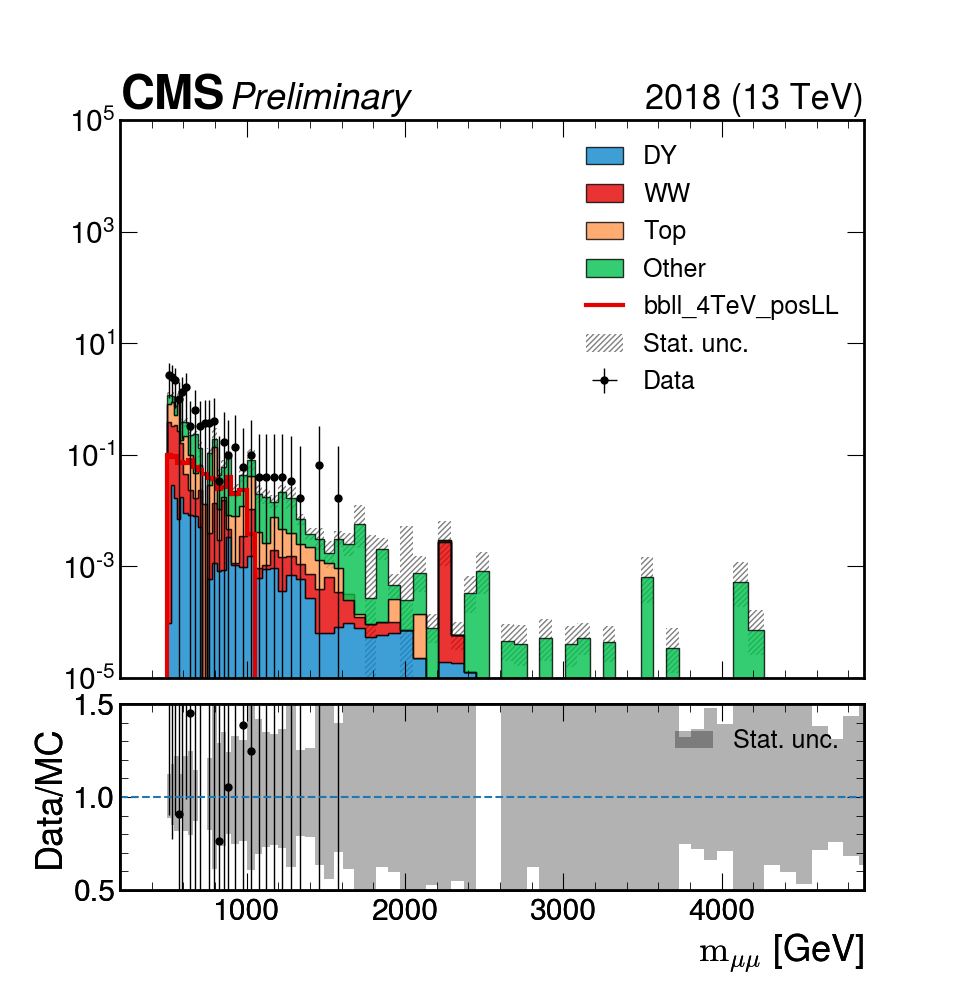 CMS Preliminary 2018 (13 TeV)
10^5
10^3
10^1
10^-1
10^-3
10^-5
DY
WW
Top
Other
bbll_4TeV_posLL
Stat. unc.
Data
1.5
1.0
0.5
Data/MC
Stat. unc.
1000 2000 3000 4000
m_μμ [GeV]